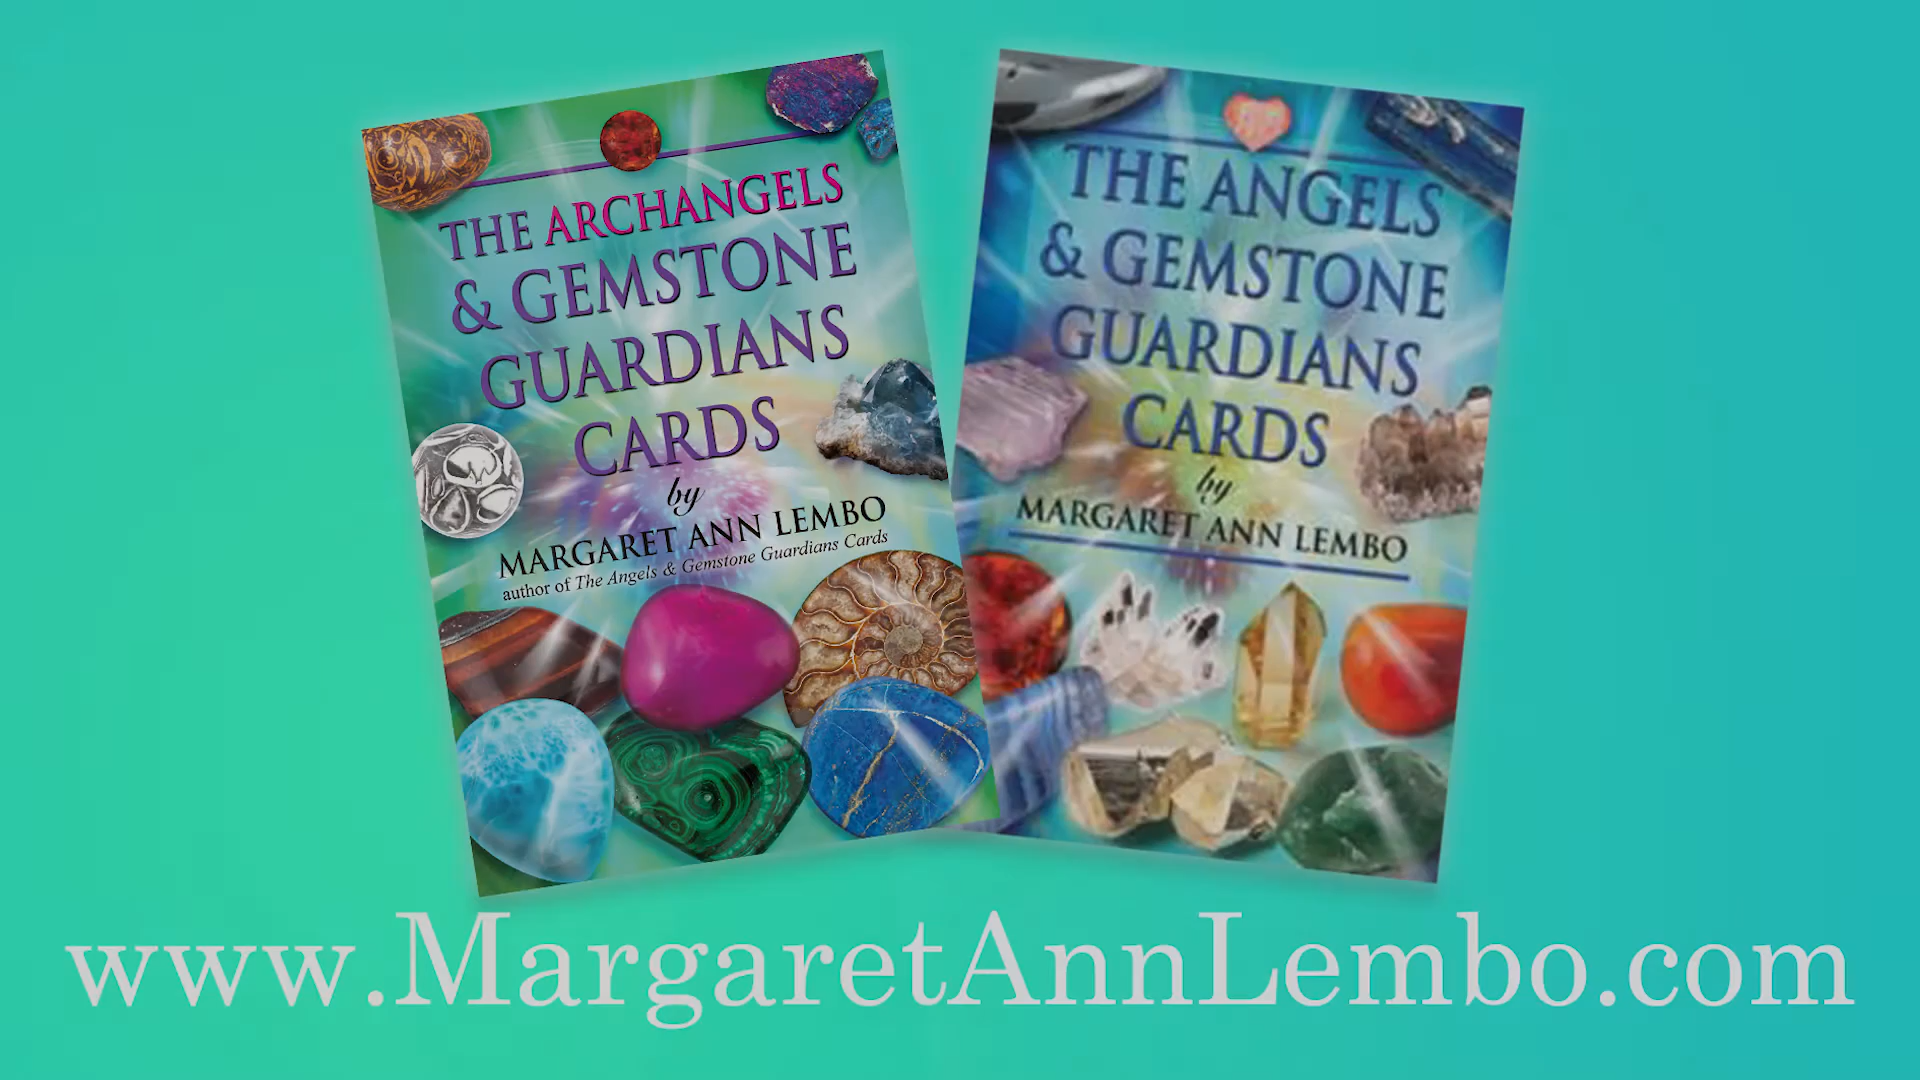 THE ARCHANGELS
& GEMSTONE
GUARDIANS
CARDS
by
MARGARET ANN LEMBO
author of The Angels & Gemstone Guardians Cards
THE ANGELS
& GEMSTONE
GUARDIANS
CARDS
by
MARGARET ANN LEMBO
www.MargaretAnnLembo.com